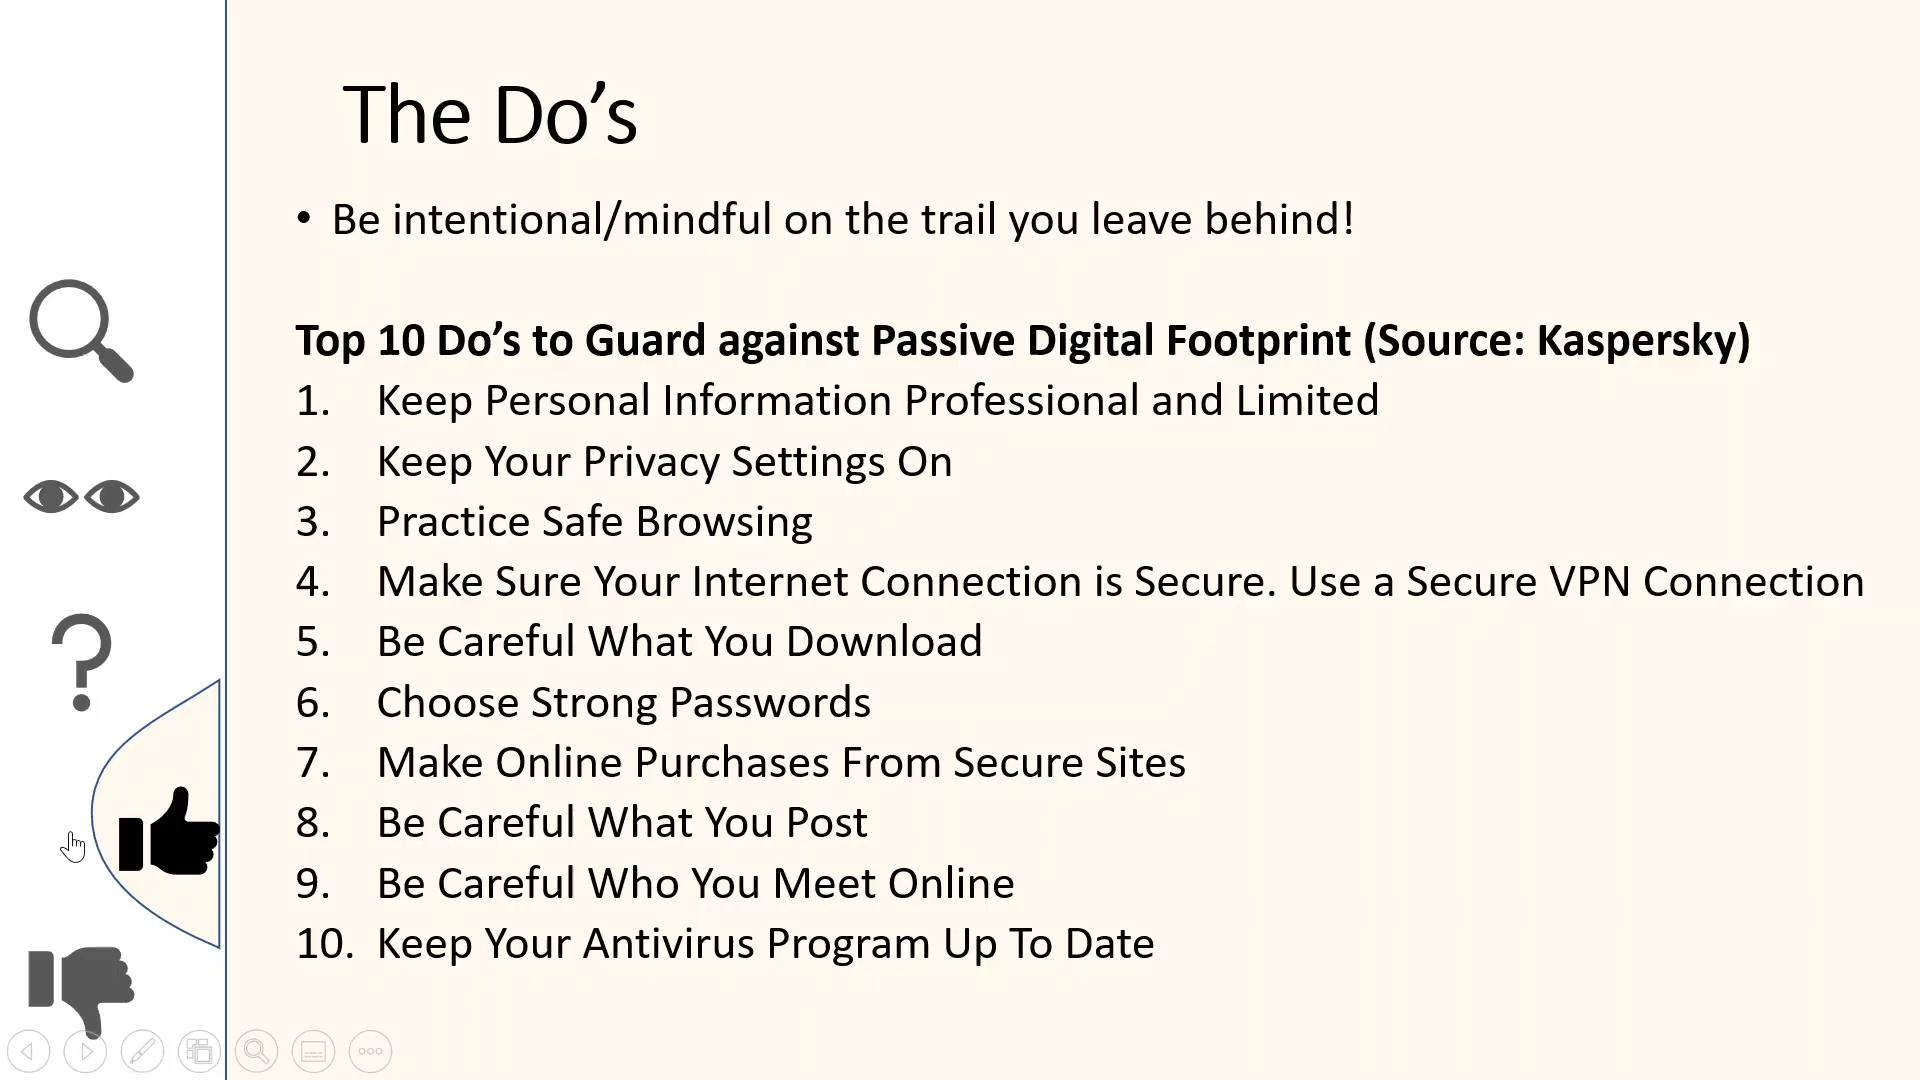 The Do’s
• Be intentional/mindful on the trail you leave behind!
Top 10 Do’s to Guard against Passive Digital Footprint (Source: Kaspersky)
1. Keep Personal Information Professional and Limited
2. Keep Your Privacy Settings On
3. Practice Safe Browsing
4. Make Sure Your Internet Connection is Secure. Use a Secure VPN Connection
5. Be Careful What You Download
6. Choose Strong Passwords
7. Make Online Purchases From Secure Sites
8. Be Careful What You Post
9. Be Careful Who You Meet Online
10. Keep Your Antivirus Program Up To Date